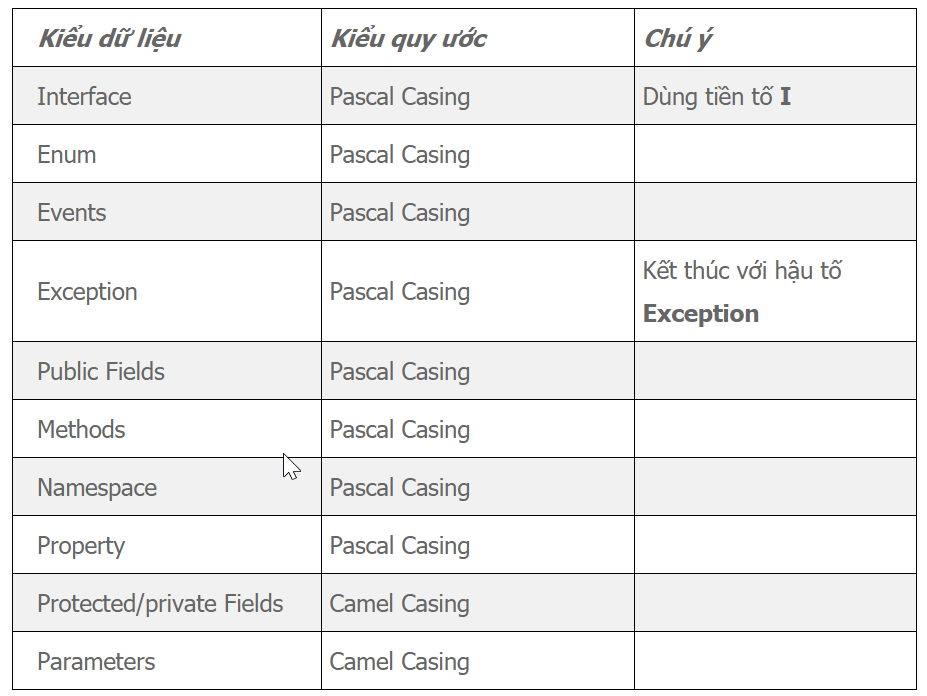 Kiểu dữ liệu Kiểu quy ước Chú ý
Interface Pascal Casing Dùng tiền tố I
Enum Pascal Casing
Events Pascal Casing
Exception Pascal Casing Kết thúc với hậu tố
Exception
Public Fields Pascal Casing
Methods Pascal Casing
Namespace Pascal Casing
Property Pascal Casing
Protected/private Fields Camel Casing
Parameters Camel Casing